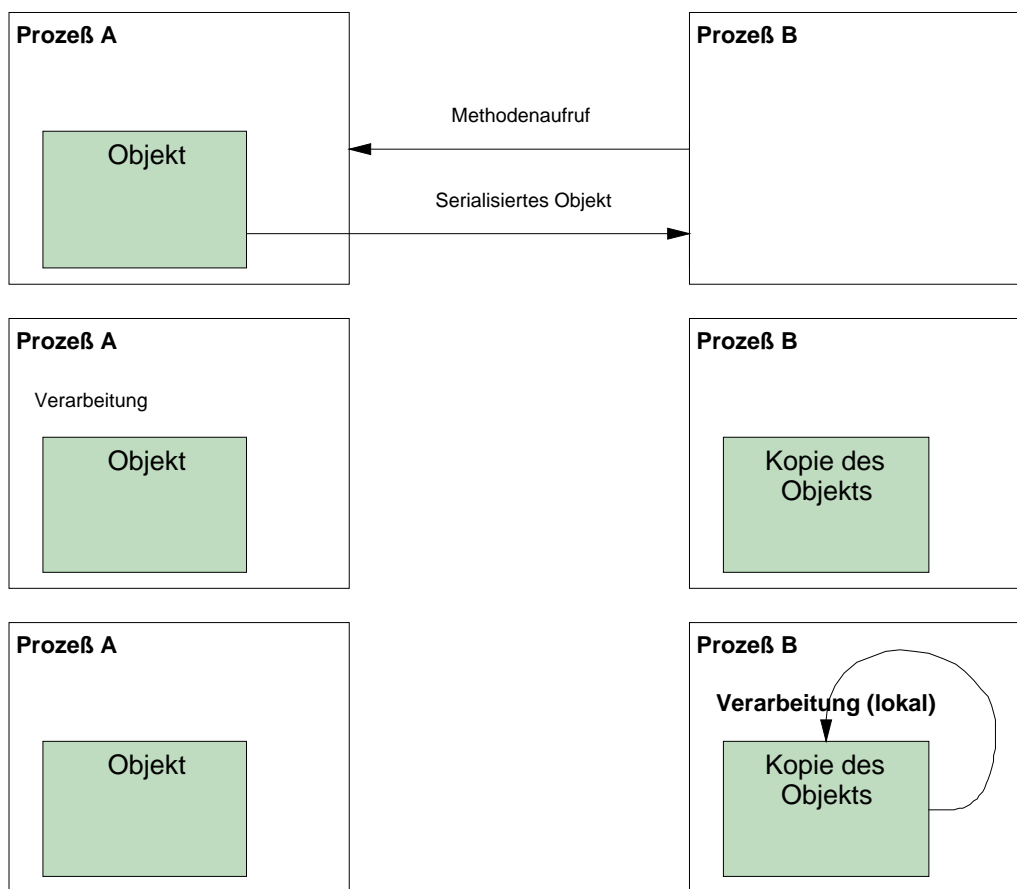 Prozeß A
Prozeß B
Methodenaufruf
Objekt
Serialisiertes Objekt
Prozeß A
Prozeß B
Verarbeitung
Objekt
Kopie des
Objekts
Prozeß A
Prozeß B
Verarbeitung (lokal)
Objekt
Kopie des
Objekts